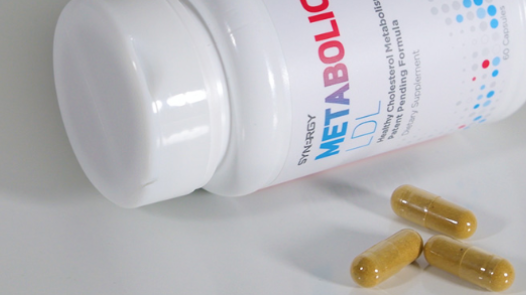 SYNERGY
METABOLIC
LDL
Healthy Cholesterol Metabolism
Patent Pending Formula
Dietary Supplement
60 Capsules